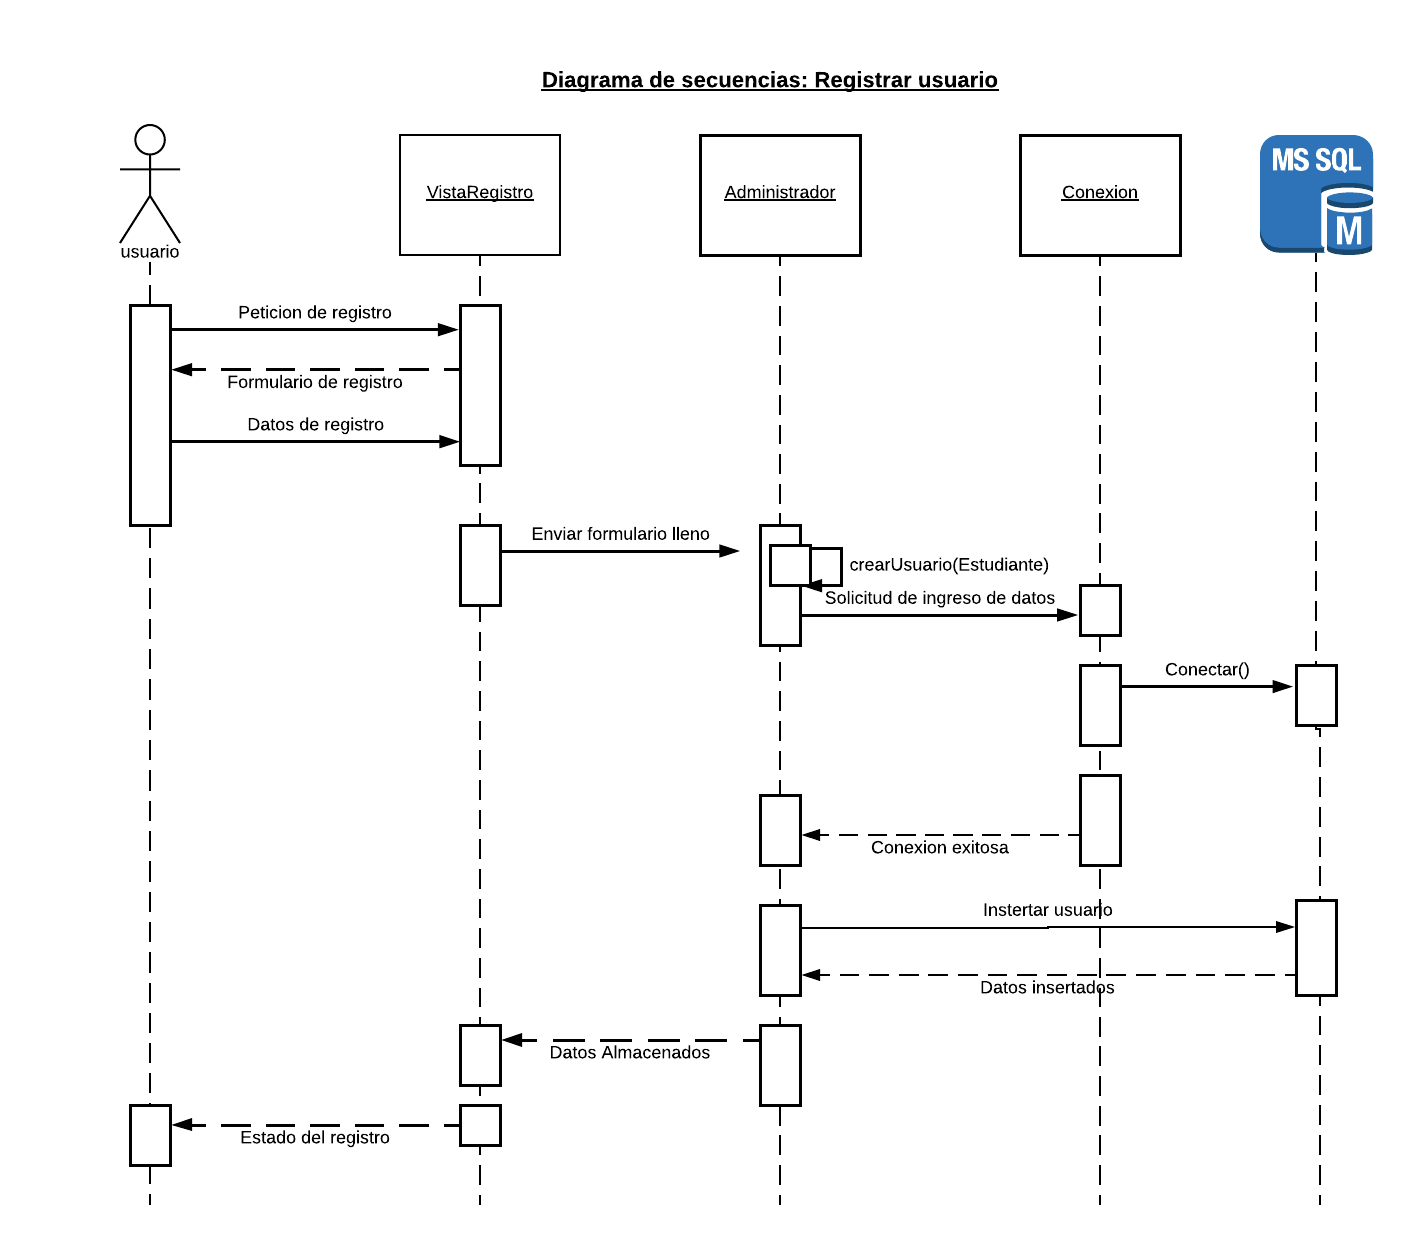 Diagrama de secuencias: Registrar usuario
MS SQL
M
VistaRegistro
Administrador
Conexion
usuario
Peticion de registro
Formulario de registro
Datos de registro
Enviar formulario lleno
crearUsuario(Estudiante)
Solicitud de ingreso de datos
Conectar()
Conexion exitosa
Instertar usuario
Datos insertados
Datos Almacenados
Estado del registro